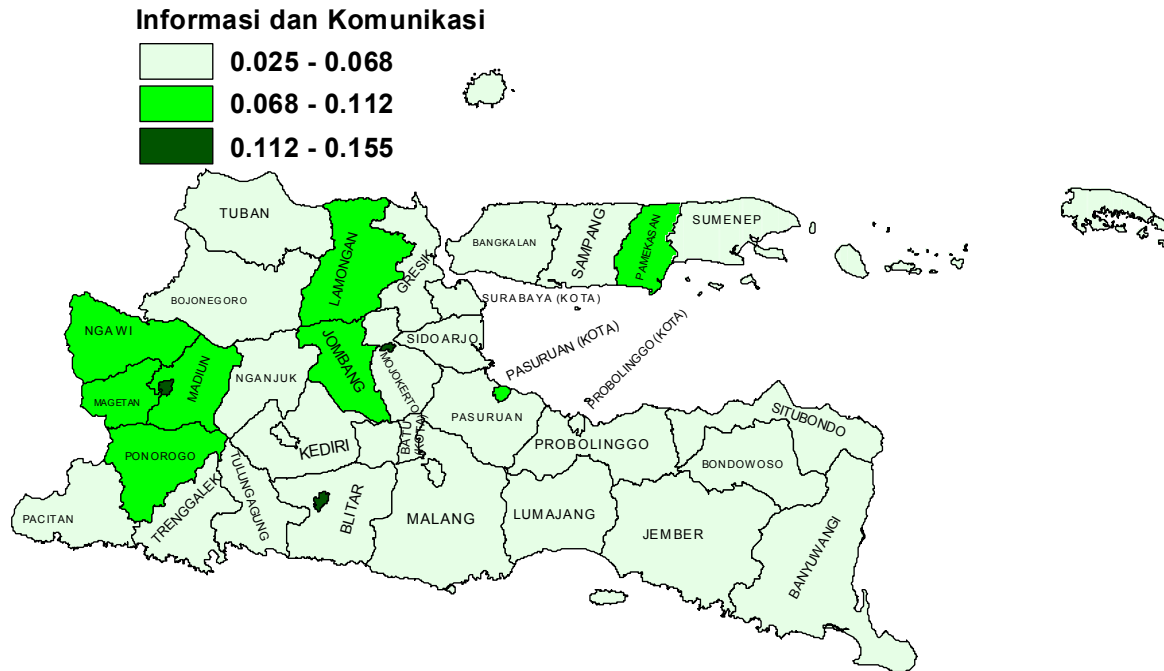 Informasi dan Komunikasi
0.025 - 0.068
0.068 - 0.112
0.112 - 0.155
TUBAN
LAMONGAN
GRESIK
BANGKALAN
SAMPANG
PAMEKASAN
SUMENEP
BOJONEGORO
SURABAYA (KOTA)
NGAWI
MADIUN
MAGETAN
NGANJUK
JOMBANG
MOJOKERTO
SIDOARJO
PASURUAN (KOTA)
PROBOLINGGO (KOTA)
PONOROGO
KEDIRI
BATU
(KOTA)
PASURUAN
PROBOLINGGO
SITUBONDO
BONDOWOSO
PACITAN
TRENGGALEK
TULUNGAGUNG
BLITAR
MALANG
LUMAJANG
JEMBER
BANYUWANGI